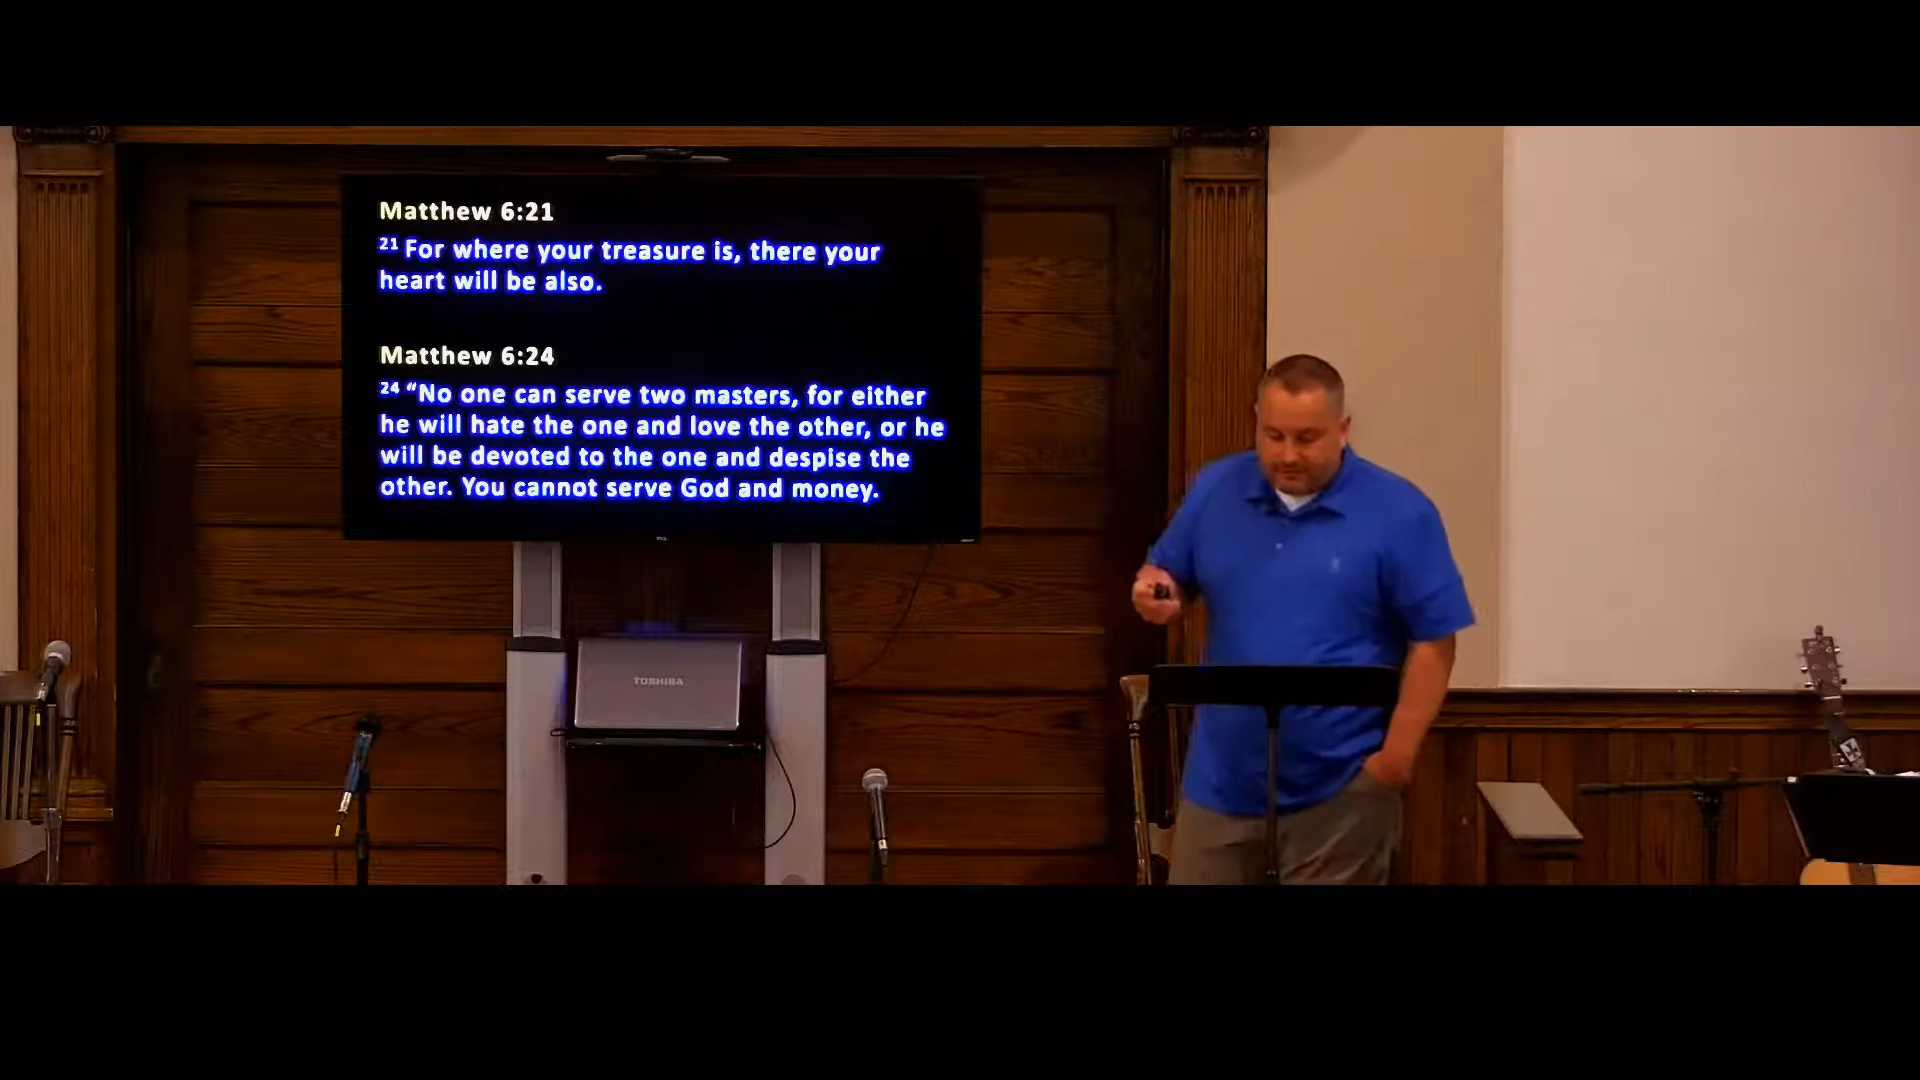 Matthew 6:21
21 For where your treasure is, there your
heart will be also.
Matthew 6:24
24 “No one can serve two masters, for either
he will hate the one and love the other, or he
will be devoted to the one and despise the
other. You cannot serve God and money.
TOSHIBA